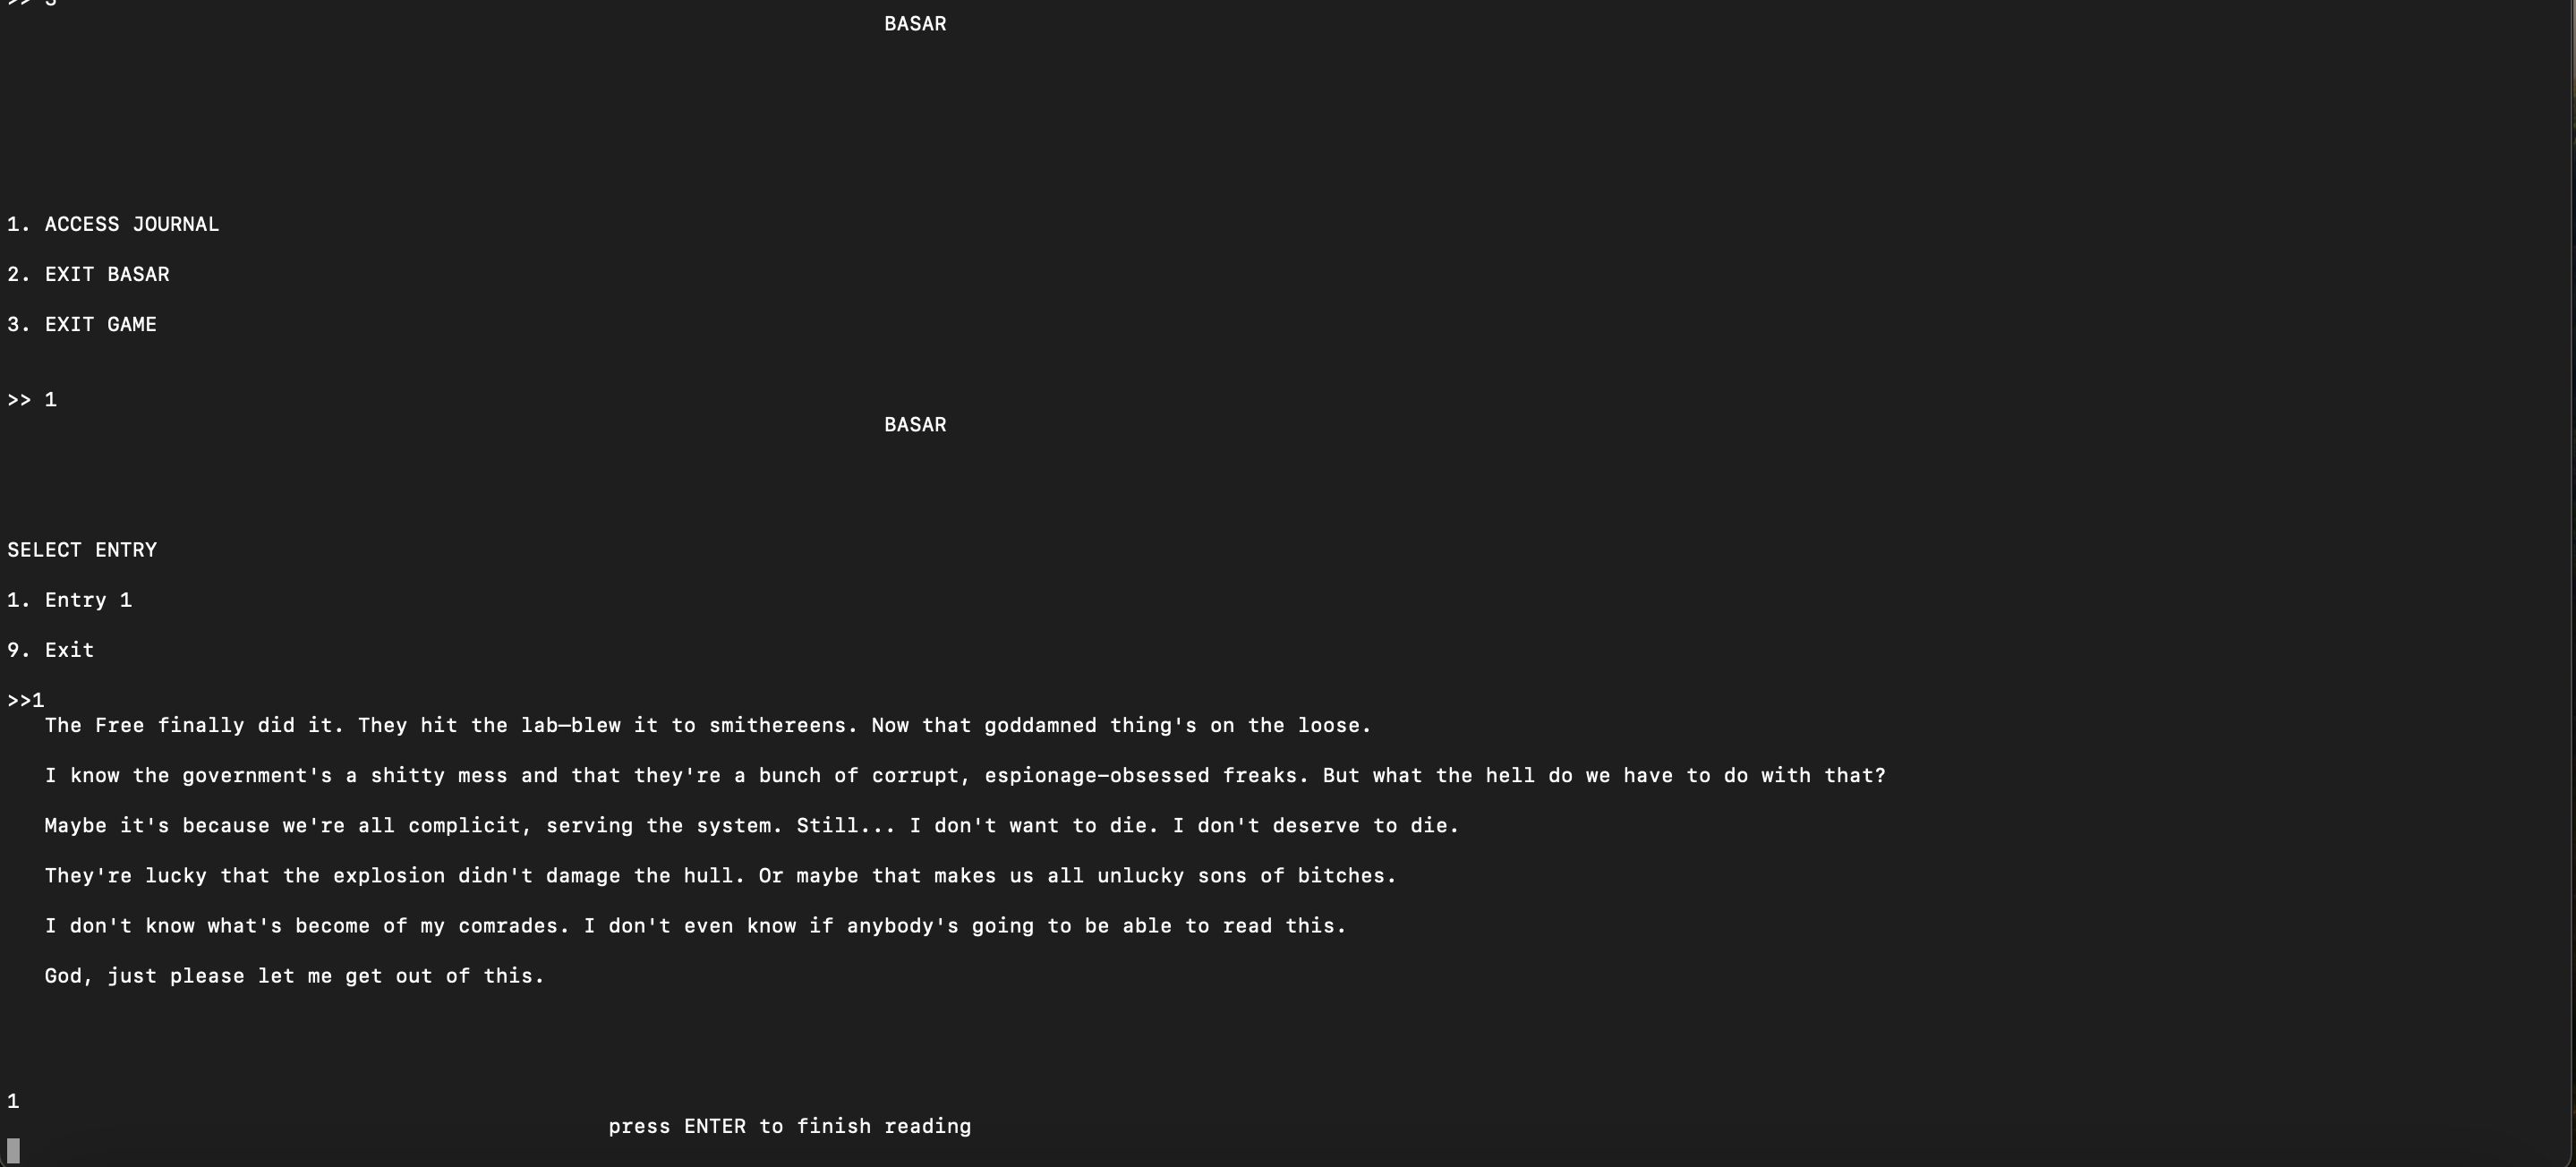 >>
BASAR
1. ACCESS JOURNAL
2. EXIT BASAR
3. EXIT GAME
>> 1
BASAR
SELECT ENTRY
1. Entry 1
9. Exit
>>1
The Free finally did it. They hit the lab—blew it to smithereens. Now that goddamned thing's on the loose.
I know the government's a shitty mess and that they're a bunch of corrupt, espionage-obsessed freaks. But what the hell do we have to do with that?
Maybe it's because we're all complicit, serving the system. Still... I don't want to die. I don't deserve to die.
They're lucky that the explosion didn't damage the hull. Or maybe that makes us all unlucky sons of bitches.
I don't know what's become of my comrades. I don't even know if anybody's going to be able to read this.
God, just please let me get out of this.
1
press ENTER to finish reading